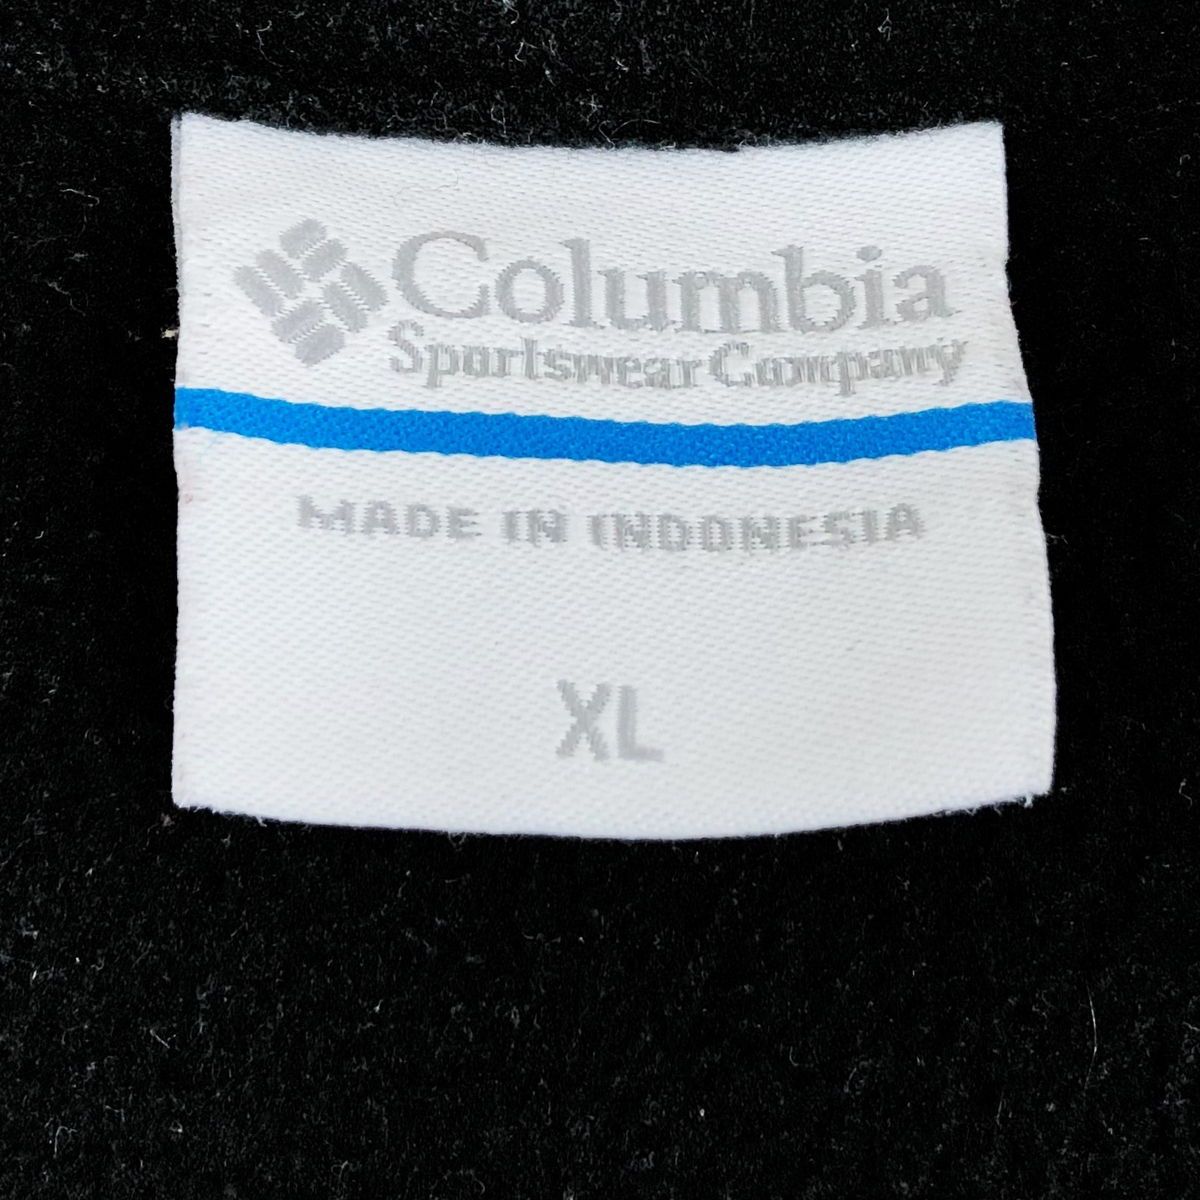 Columbia
Sportswear Company
MADE IN INDONESIA
XL